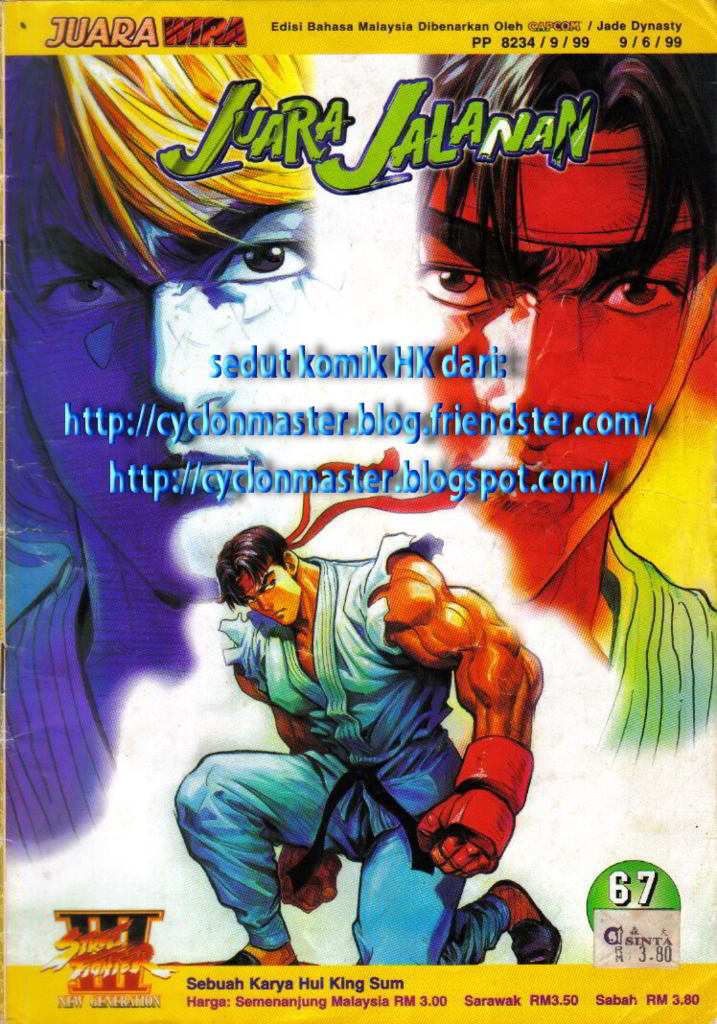 JUARA WIRA
Edisi Bahasa Malaysia Dibenarkan Oleh CAPCOM / Jade Dynasty
PP 8234 / 9 / 99 9 / 6 / 99
JUARA JALANAN
sedut komik HK dari:
http://cyclonmaster.blog.friendster.com/
http://cyclonmaster.blogspot.com/
67
SINTA
RM 3.80
III
STREET
FIGHTER
NEW GENERATION
Sebuah Karya Hui King Sum
Harga: Semenanjung Malaysia RM 3.00 Sarawak RM3.50 Sabah RM 3.80